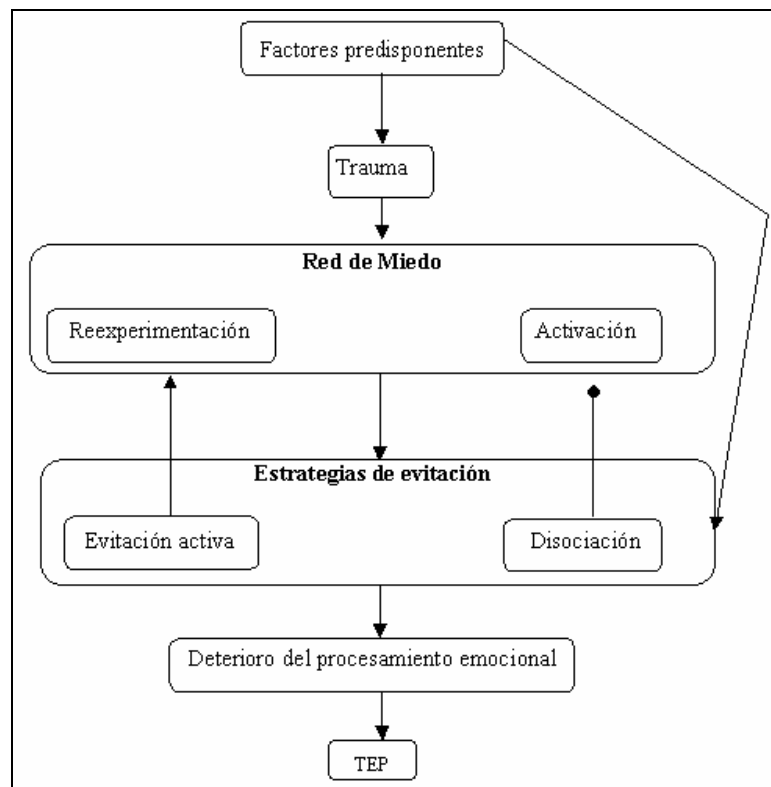 Factores predisponentes
Trauma
Red de Miedo
Reexperimentación
Activación
Estrategias de evitación
Evitación activa
Disociación
Deterioro del procesamiento emocional
TEP